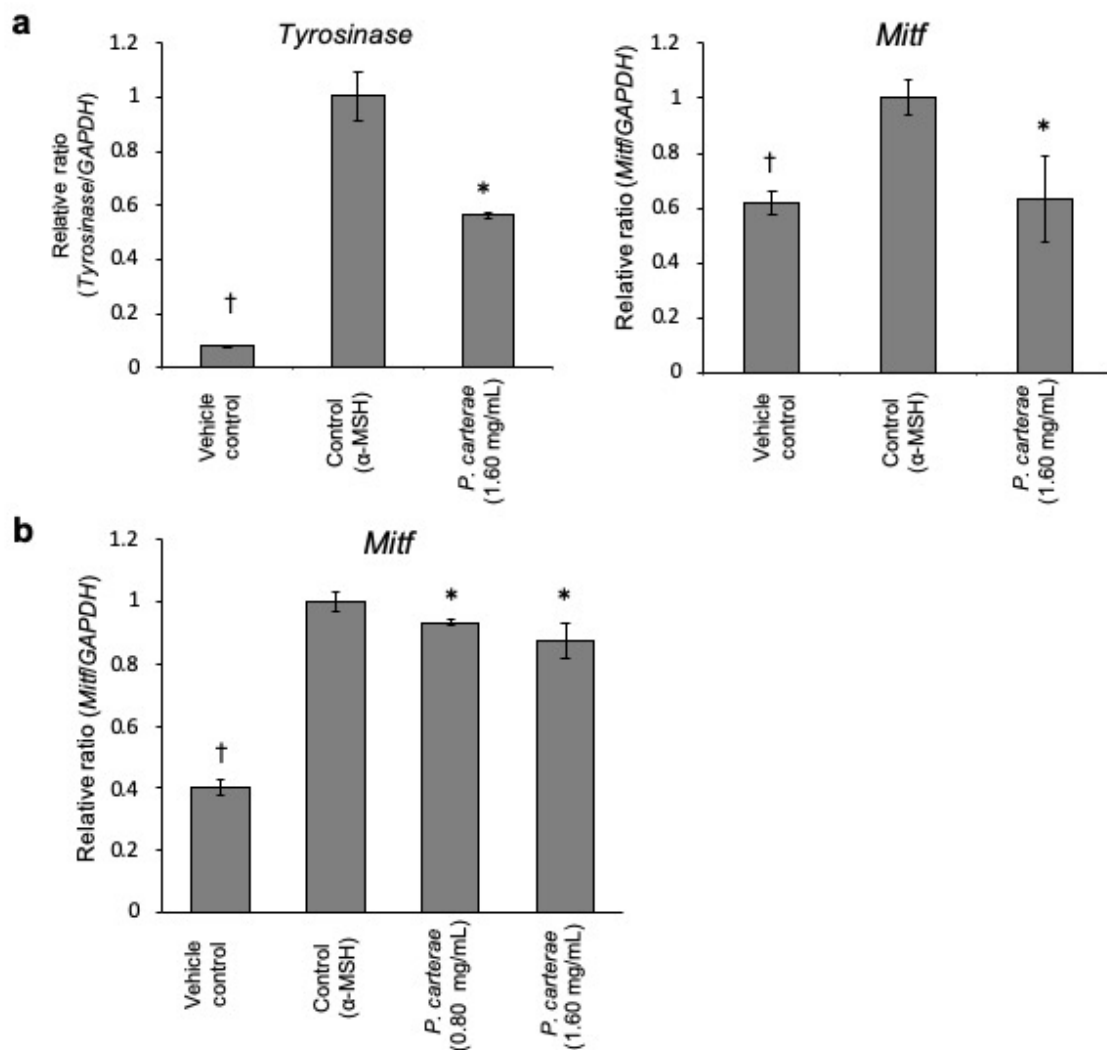 a
Tyrosinase
Relative ratio
(Tyrosinase/GAPDH)
1.2
1
0.8
0.6
0.4
0.2
0
†
*
Vehicle
control
Control
(α-MSH)
P. carterae
(1.60 mg/mL)
Mitf
Relative ratio (Mitf/GAPDH)
1.2
1
0.8
0.6
0.4
0.2
0
†
*
Vehicle
control
Control
(α-MSH)
P. carterae
(1.60 mg/mL)
b
Mitf
Relative ratio (Mitf/GAPDH)
1.2
1
0.8
0.6
0.4
0.2
0
†
*
*
Vehicle
control
Control
(α-MSH)
P. carterae
(0.80 mg/mL)
P. carterae
(1.60 mg/mL)